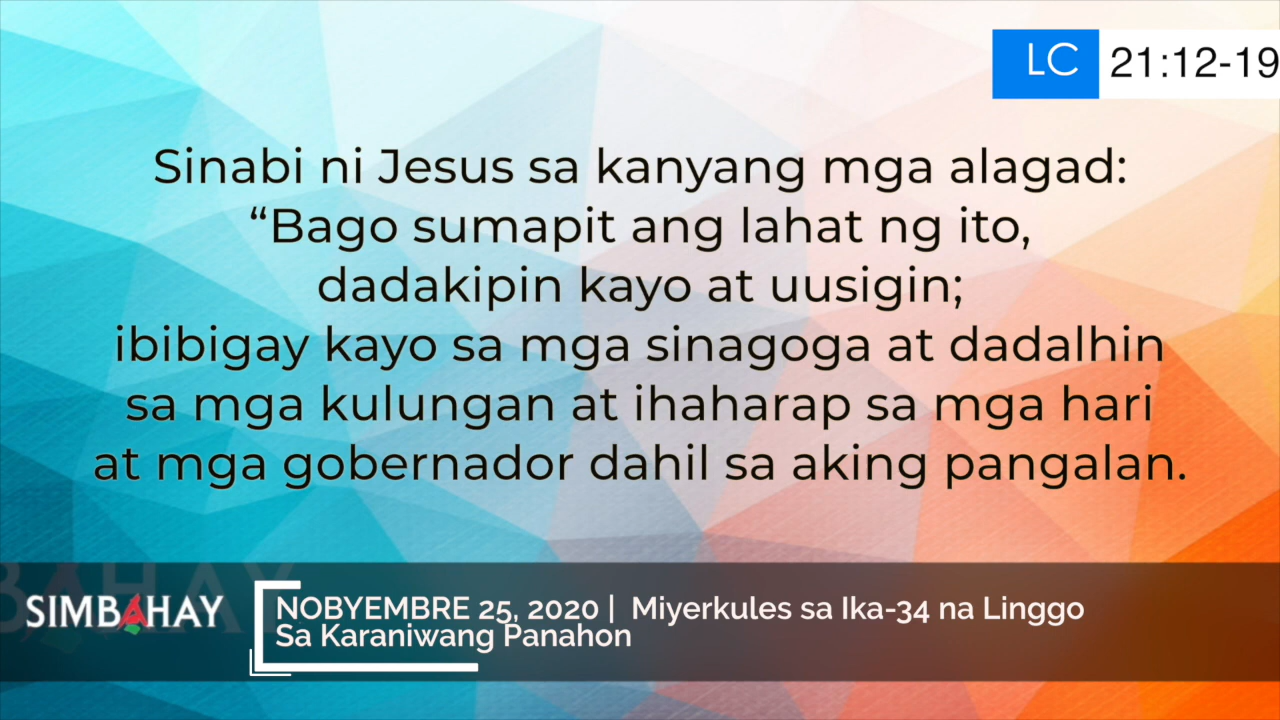 LC 21:12-19
Sinabi ni Jesus sa kanyang mga alagad:
“Bago sumapit ang lahat ng ito,
dadakipin kayo at uusigin;
ibibigay kayo sa mga sinagoga at dadalhin
sa mga kulungan at ihaharap sa mga hari
at mga gobernador dahil sa aking pangalan.
SIMBAHAY
NOBYEMBRE 25, 2020 | Miyerkules sa Ika-34 na Linggo
Sa Karaniwang Panahon